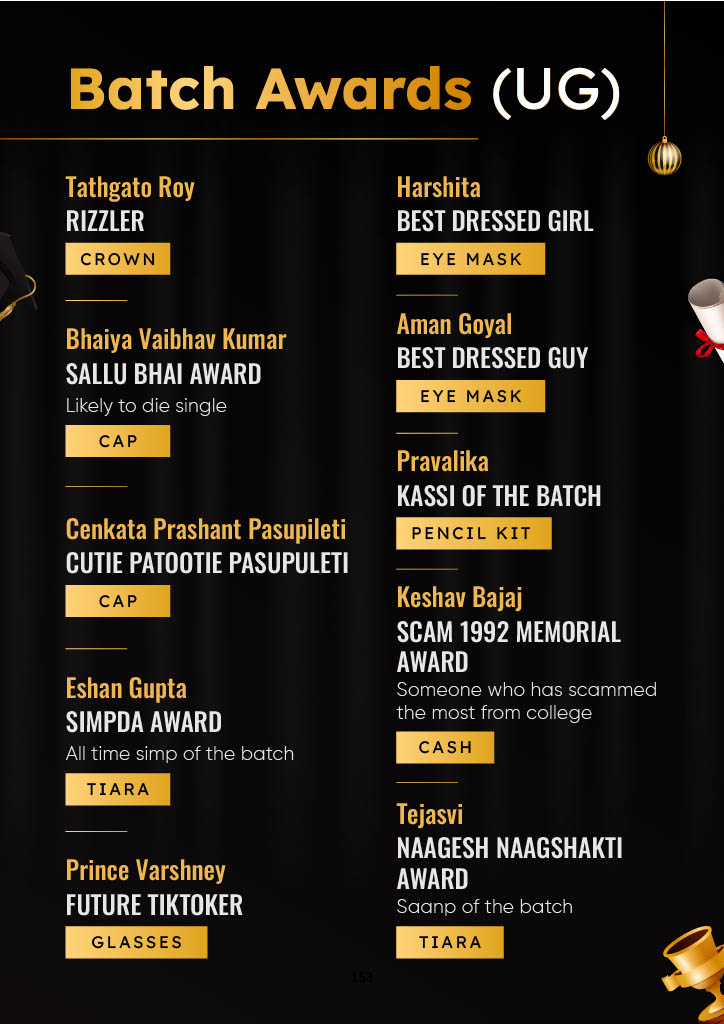 Batch Awards (UG)
Tathgato Roy
RIZZLER
CROWN
Bhaiya Vaibhav Kumar
SALLU BHAI AWARD
Likely to die single
CAP
Cenkata Prashant Pasupileti
CUTIE PATOOTIE PASUPULETI
CAP
Eshan Gupta
SIMPDA AWARD
All time simp of the batch
TIARA
Prince Varshney
FUTURE TIKTOKER
GLASSES
Harshita
BEST DRESSED GIRL
EYE MASK
Aman Goyal
BEST DRESSED GUY
EYE MASK
Pravalika
KASSI OF THE BATCH
PENCIL KIT
Keshav Bajaj
SCAM 1992 MEMORIAL
AWARD
Someone who has scammed
the most from college
CASH
Tejasvi
NAAGESH NAAGSHAKTI
AWARD
Saanp of the batch
TIARA
153